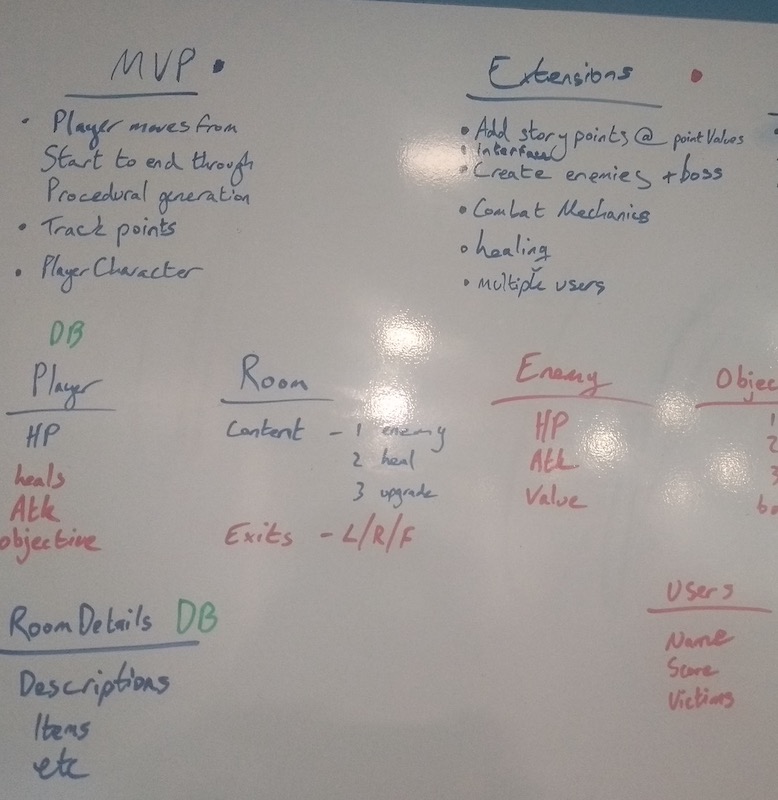 MVP •
• Player moves from
Start to end through
Procedural generation
• Track points
• Player Character
Extensions •
• Add story points @ point Values
• interface
• Create enemies + boss
• Combat Mechanics
• healing
• multiple users
DB
Player
HP
heals
Atk
objective
Room
Content - 1 enemy
2 heal
3 upgrade
Exits - L/R/F
Enemy
HP
Atk
Value
Objec
1
2
3
bo
Room Details DB
Descriptions
Items
etc
Users
Name
Score
Victims